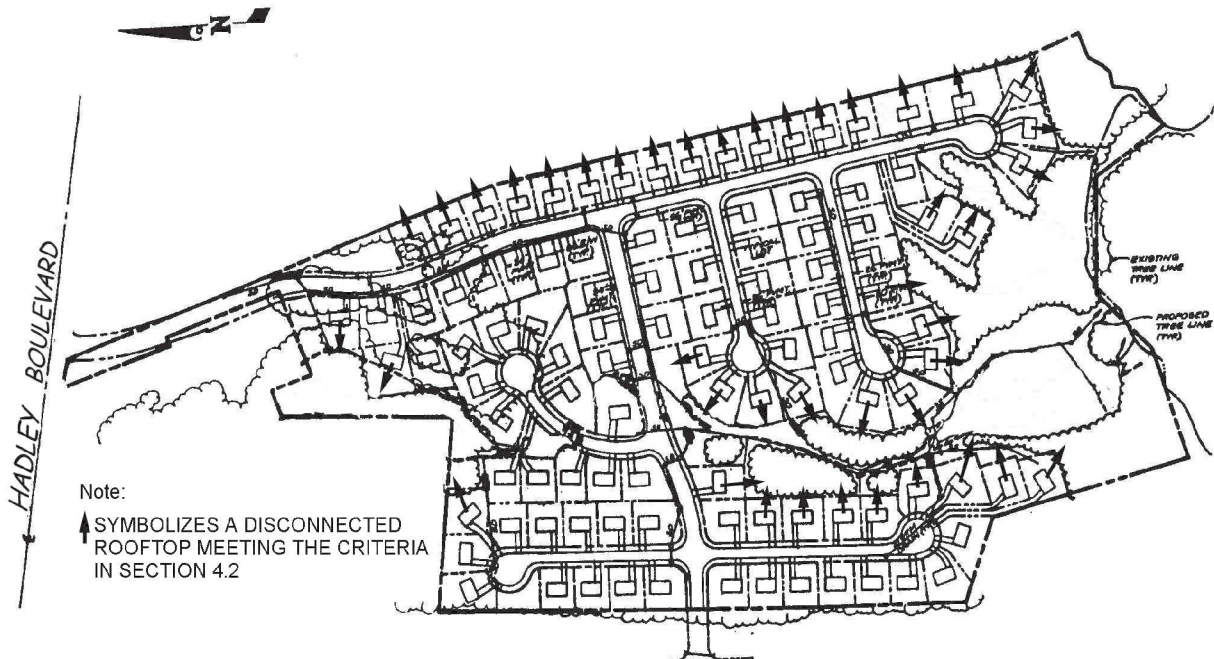 N
HADLEY BOULEVARD
EXISTING
TREE LINE
(TYP.)
PROPOSED
TREE LINE
(TYP.)
TYPICAL
LOT
Note:
SYMBOLIZES A DISCONNECTED
ROOFTOP MEETING THE CRITERIA
IN SECTION 4.2